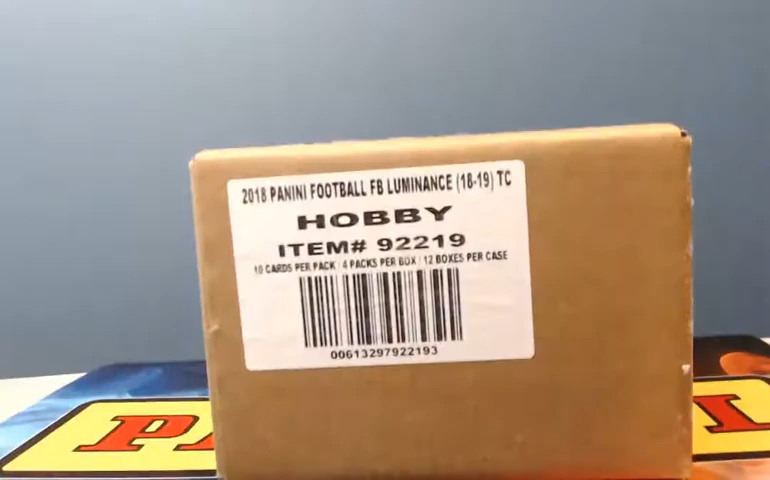 2018 PANINI FOOTBALL FB LUMINANCE (18-19) TC
HOBBY
ITEM# 92219
10 CARDS PER PACK / 4 PACKS PER BOX / 12 BOXES PER CASE
00613297922193
PA
I